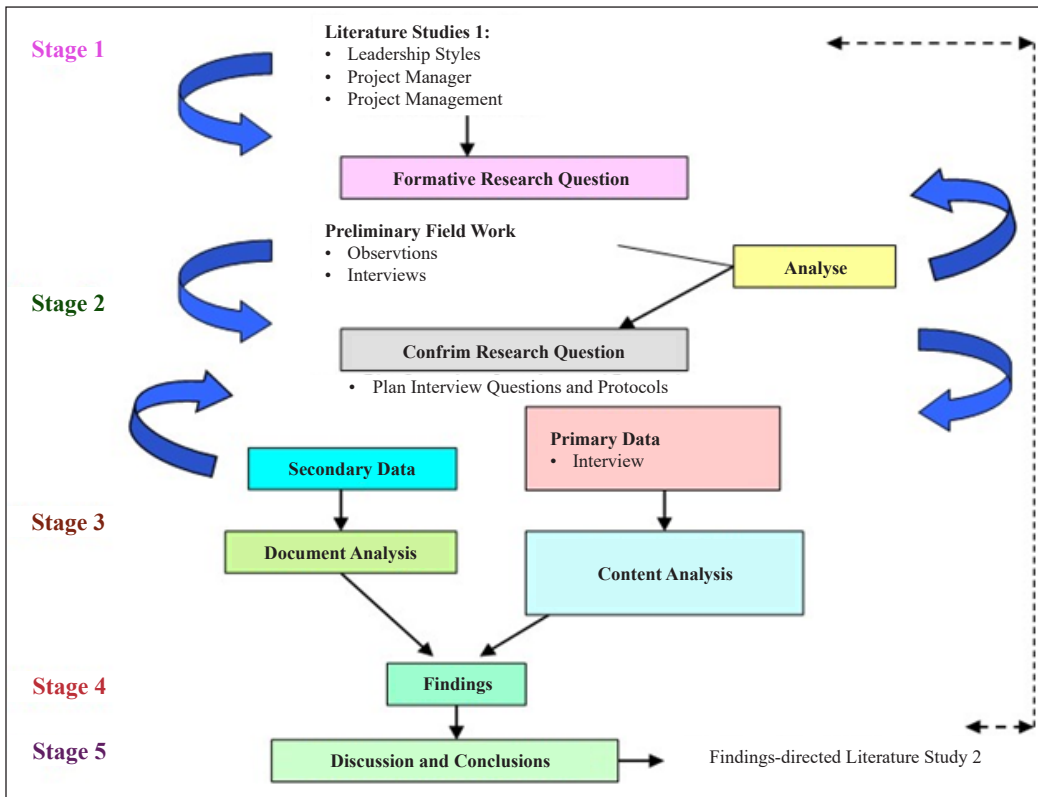 Stage 1
Literature Studies 1:
• Leadership Styles
• Project Manager
• Project Management
Formative Research Question
Preliminary Field Work
• Observtions
• Interviews
Analyse
Stage 2
Confrim Research Question
• Plan Interview Questions and Protocols
Primary Data
• Interview
Secondary Data
Stage 3
Document Analysis
Content Analysis
Stage 4
Findings
Stage 5
Discussion and Conclusions
Findings-directed Literature Study 2